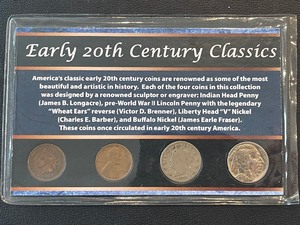 Early 20th Century Classics
America's classic early 20th century coins are renowned as some of the most
beautiful and artistic in history. Each of the four coins in this collection
was designed by a renowned sculptor or engraver: Indian Head Penny
(James B. Longacre), pre-World War II Lincoln Penny with the legendary
"Wheat Ears" reverse (Victor D. Brenner), Liberty Head "V" Nickel
(Charles E. Barber), and Buffalo Nickel (James Earle Fraser).
These coins once circulated in early 20th century America.